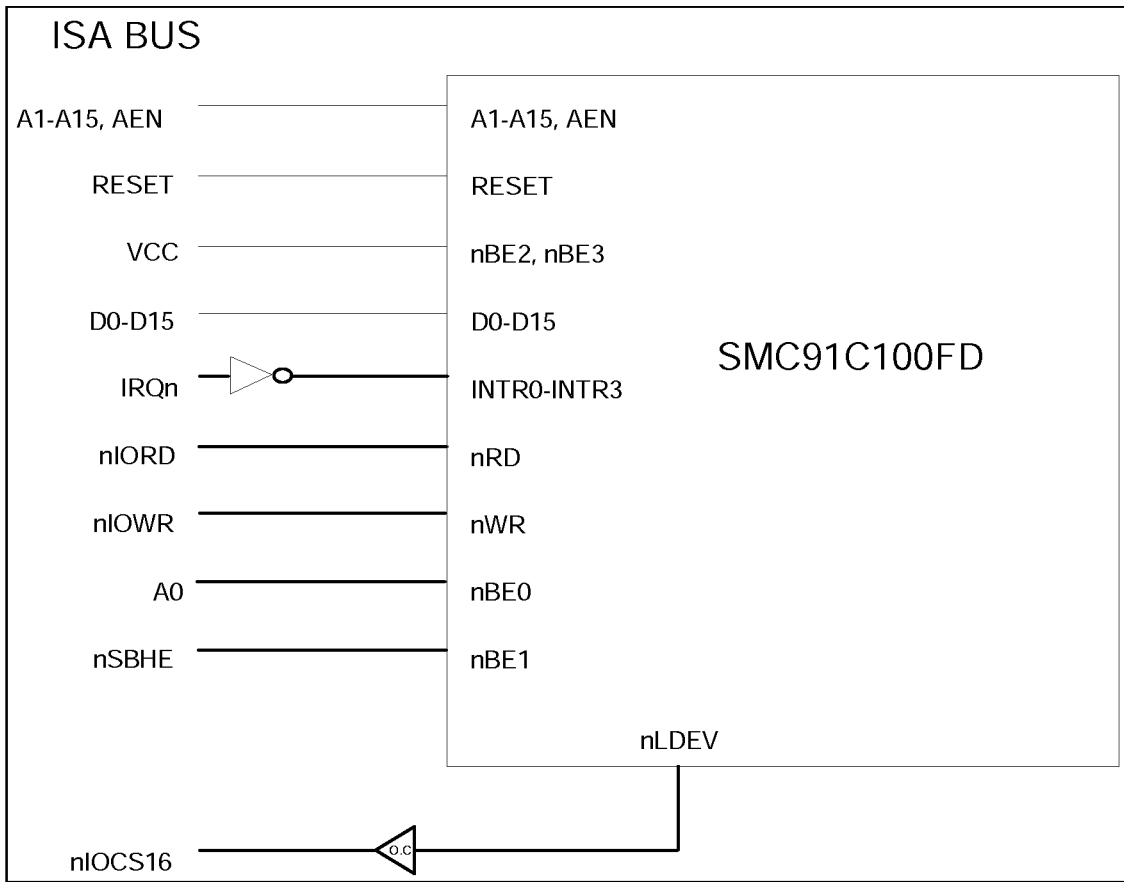 ISA BUS
A1-A15, AEN A1-A15, AEN
RESET RESET
VCC nBE2, nBE3
D0-D15 D0-D15
SMC91C100FD
IRQn INTR0-INTR3
nIORD nRD
nIOWR nWR
A0 nBE0
nSBHE nBE1
nLDEV
O.C
nIOCS16